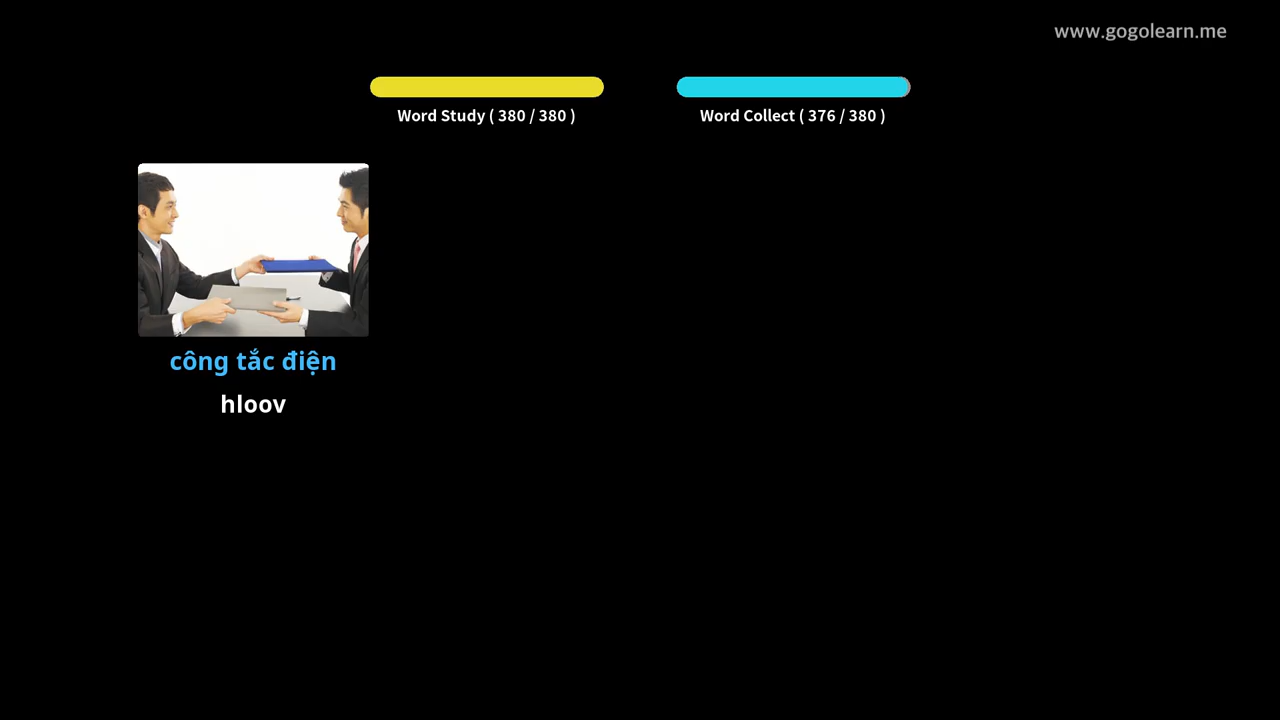 www.gogolearn.me
Word Study ( 380 / 380 )
Word Collect ( 376 / 380 )
công tắc điện
hloov